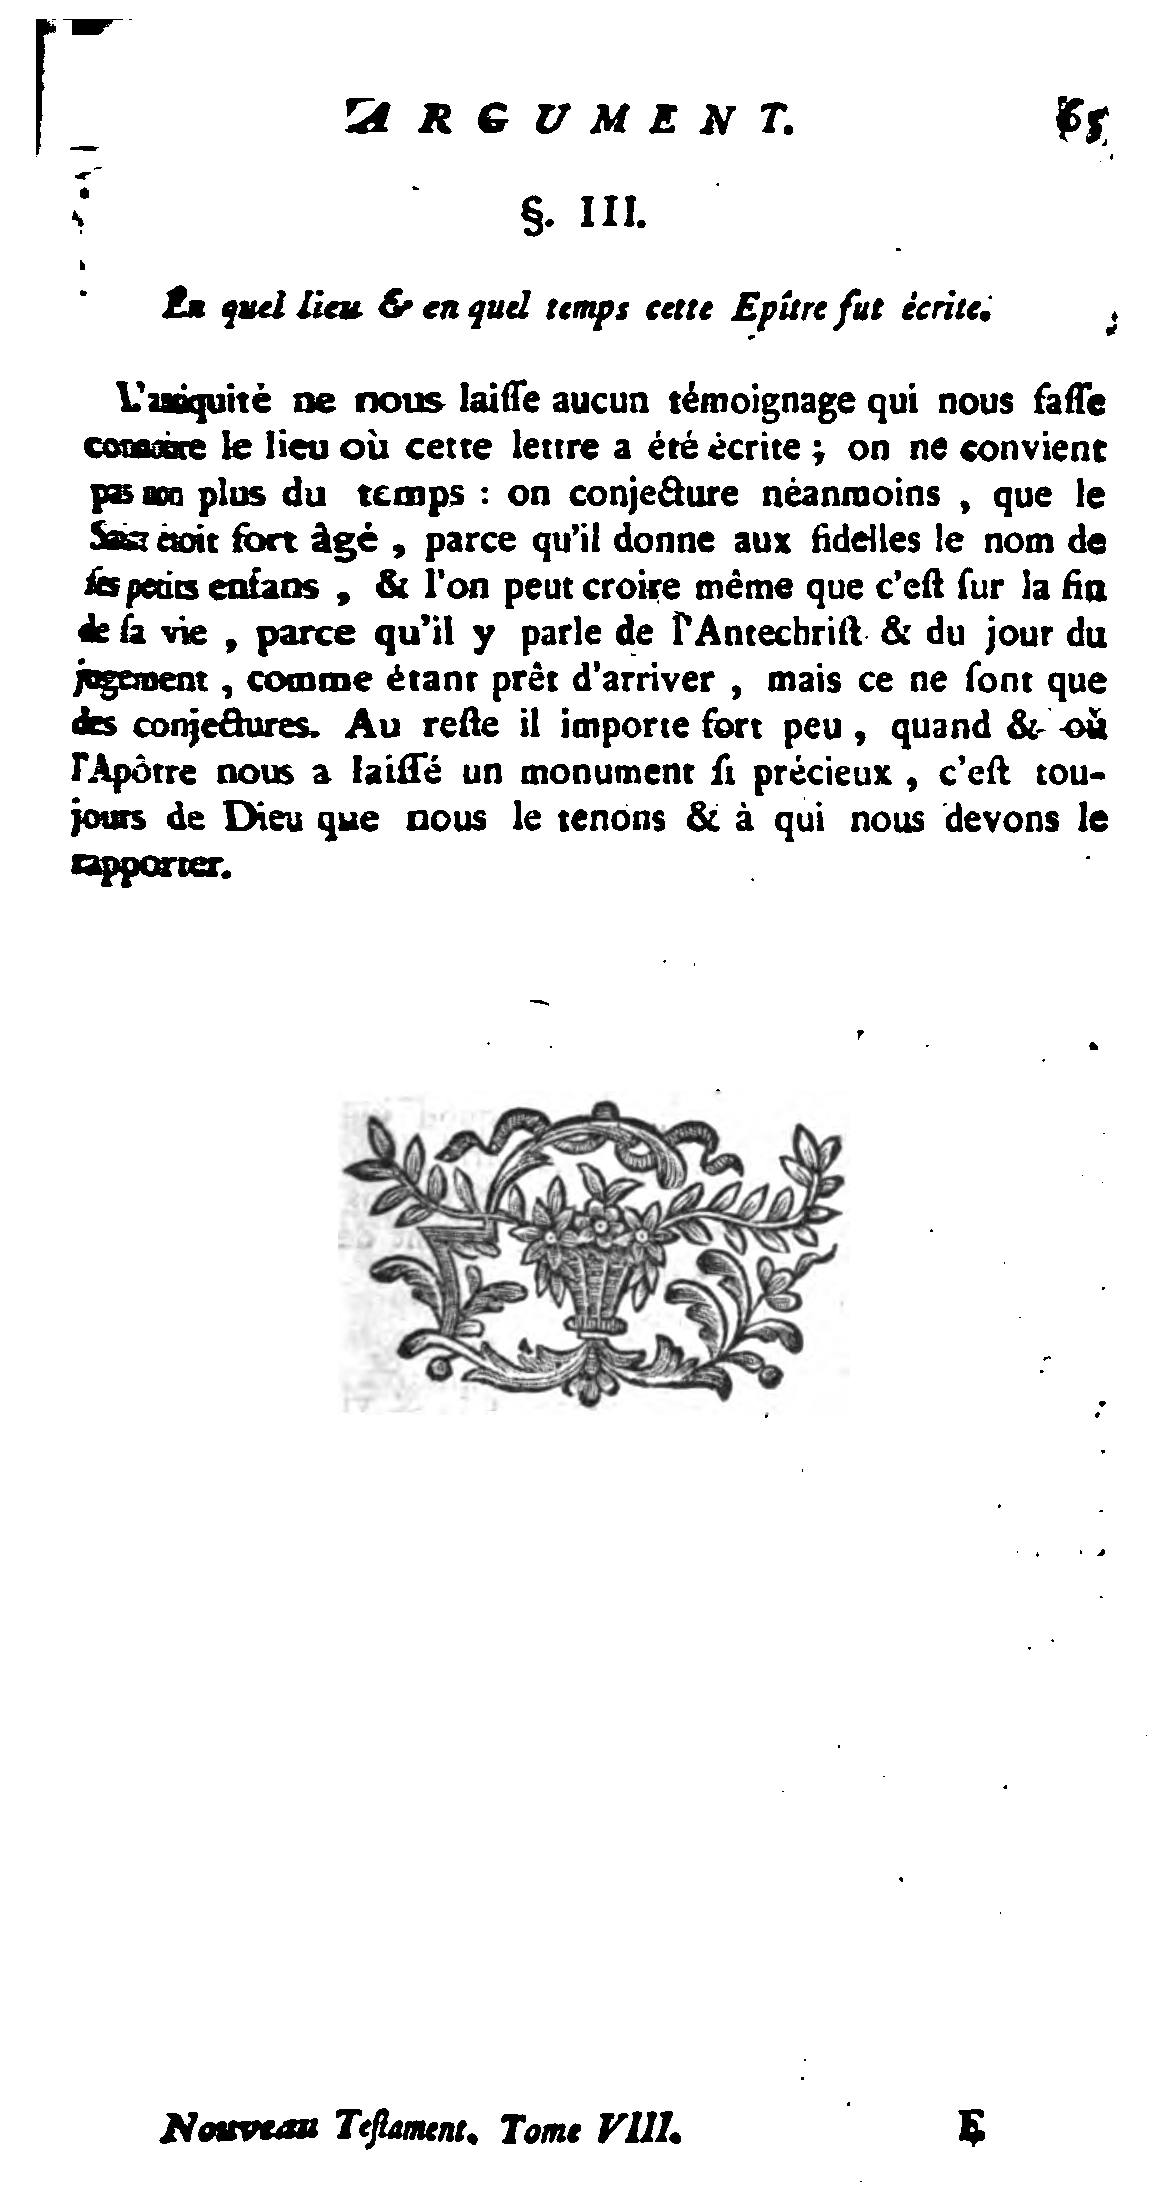 ARGUMENT. 65
§. III.
En quel lieu & en quel temps cette Epître fut écrite.
L'antiquité ne nous laiſſe aucun témoignage qui nous faſſe
connoître le lieu où cette lettre a été écrite ; on ne convient
pas non plus du temps : on conjecture néanmoins , que le
Saint étoit fort âgé , parce qu'il donne aux fidelles le nom de
ſes petits enfans , & l'on peut croire même que c'eſt ſur la fin
de ſa vie , parce qu'il y parle de l'Antechriſt & du jour du
jugement , comme étant prêt d'arriver , mais ce ne ſont que
des conjectures. Au reſte il importe fort peu , quand & où
l'Apôtre nous a laiſſé un monument ſi précieux , c'eſt tou-
jours de Dieu que nous le tenons & à qui nous devons le
rapporter.
Nouveau Teſtament. Tome VIII. E